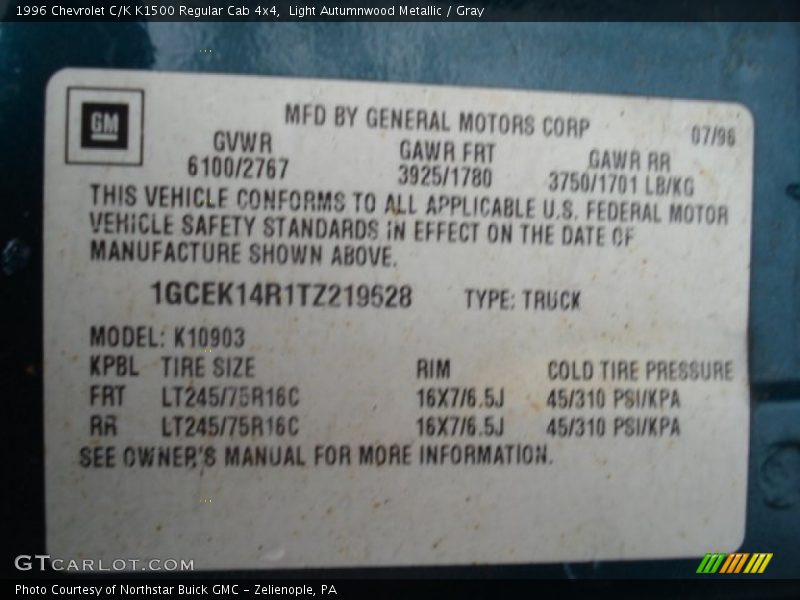 1996 Chevrolet C/K K1500 Regular Cab 4x4, Light Autumnwood Metallic / Gray
GM
MFD BY GENERAL MOTORS CORP
07/96
GVWR GAWR FRT GAWR RR
6100/2767 3925/1780 3750/1701 LB/KG
THIS VEHICLE CONFORMS TO ALL APPLICABLE U.S. FEDERAL MOTOR
VEHICLE SAFETY STANDARDS IN EFFECT ON THE DATE OF
MANUFACTURE SHOWN ABOVE.
1GCEK14R1TZ219528 TYPE: TRUCK
MODEL: K10903
KPBL TIRE SIZE RIM COLD TIRE PRESSURE
FRT LT245/75R16C 16X7/6.5J 45/310 PSI/KPA
RR LT245/75R16C 16X7/6.5J 45/310 PSI/KPA
SEE OWNER'S MANUAL FOR MORE INFORMATION.
GTCARLOT.COM
Photo Courtesy of Northstar Buick GMC - Zelienople, PA